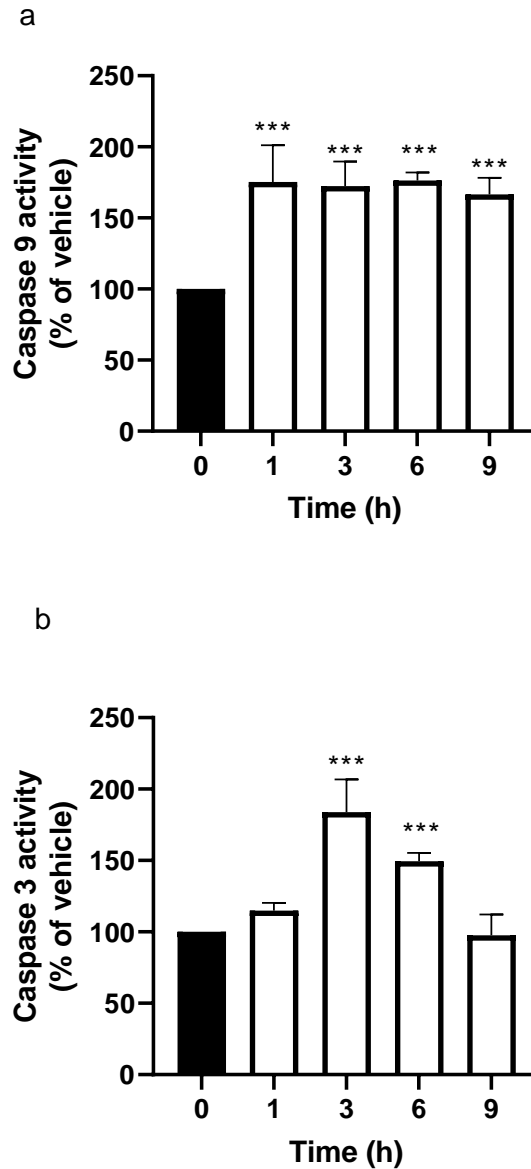 a
Caspase 9 activity
(% of vehicle)
250
200
150
100
50
0
***
***
***
***
0 1 3 6 9
Time (h)
b
Caspase 3 activity
(% of vehicle)
250
200
150
100
50
0
***
***
0 1 3 6 9
Time (h)